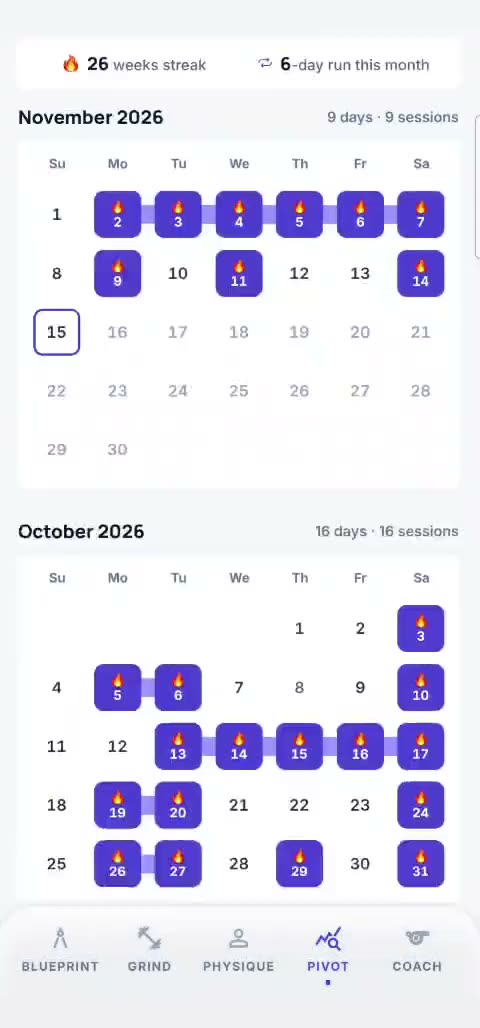 26 weeks streak 6-day run this month
November 2026 9 days · 9 sessions
Su Mo Tu We Th Fr Sa
1 2 3 4 5 6 7
8 9 10 11 12 13 14
15 16 17 18 19 20 21
22 23 24 25 26 27 28
29 30
October 2026 16 days · 16 sessions
Su Mo Tu We Th Fr Sa
1 2 3
4 5 6 7 8 9 10
11 12 13 14 15 16 17
18 19 20 21 22 23 24
25 26 27 28 29 30 31
BLUEPRINT GRIND PHYSIQUE PIVOT COACH